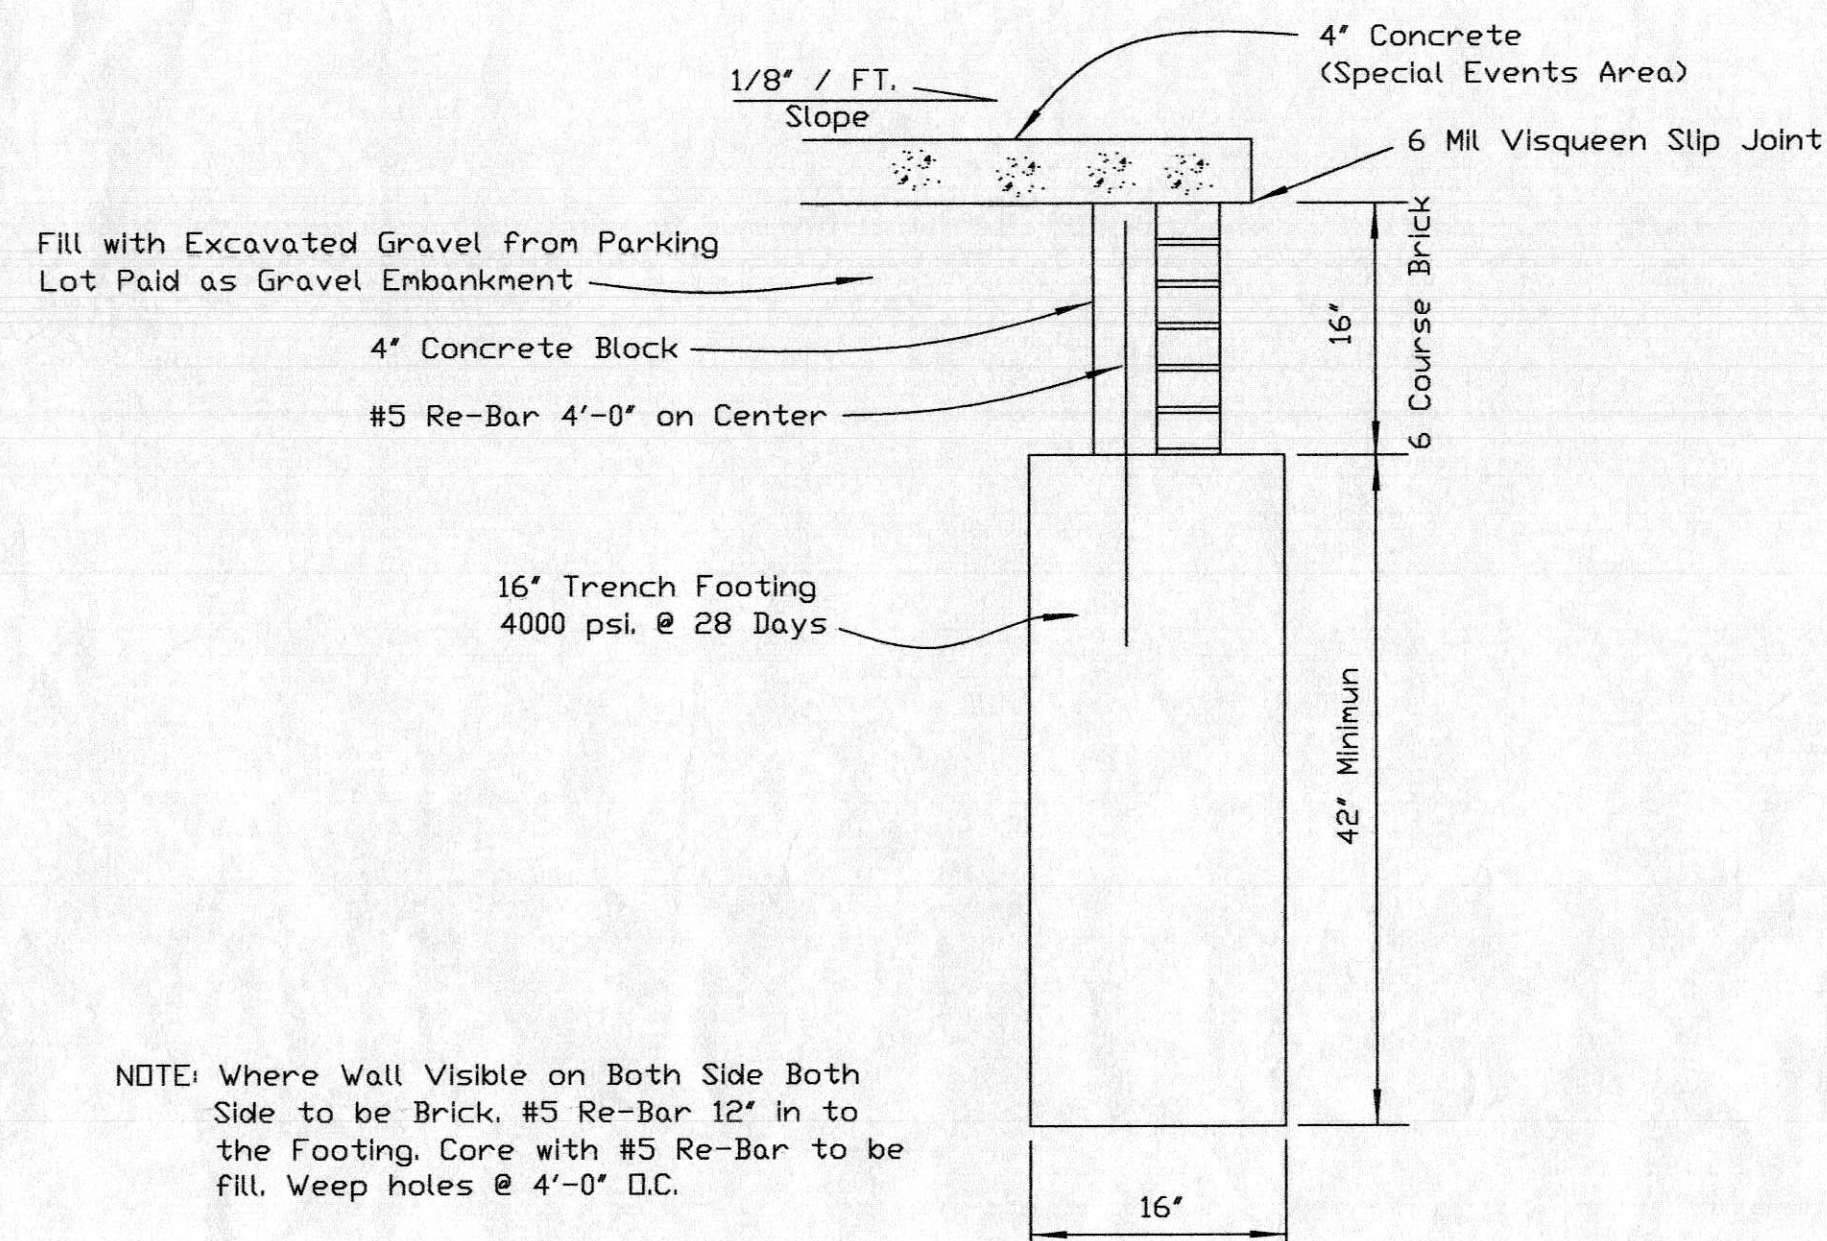 4" Concrete
(Special Events Area)
1/8" / FT.
Slope
6 Mil Visqueen Slip Joint
Fill with Excavated Gravel from Parking
Lot Paid as Gravel Embankment
4" Concrete Block
#5 Re-Bar 4'-0" on Center
16"
6 Course Brick
16" Trench Footing
4000 psi. @ 28 Days
42" Minimun
NOTE: Where Wall Visible on Both Side Both
Side to be Brick. #5 Re-Bar 12" in to
the Footing. Core with #5 Re-Bar to be
fill. Weep holes @ 4'-0" O.C.
16"